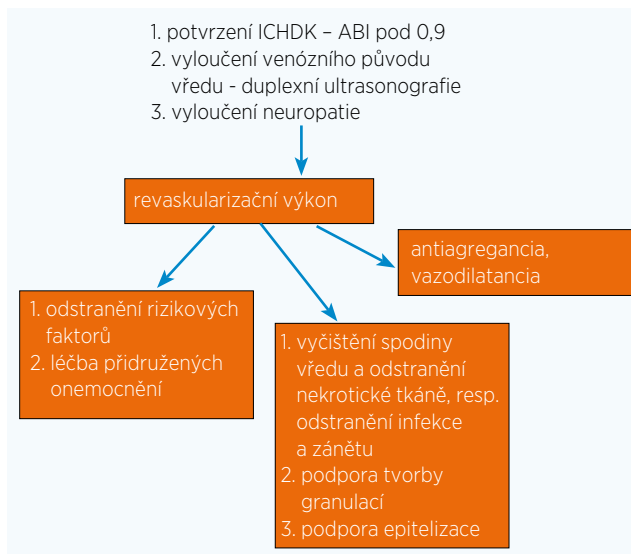 1. potvrzení ICHDK – ABI pod 0,9
2. vyloučení venózního původu
vředu - duplexní ultrasonografie
3. vyloučení neuropatie
revaskularizační výkon
antiagregancia,
vazodilatancia
1. odstranění rizikových
faktorů
2. léčba přidružených
onemocnění
1. vyčištění spodiny
vředu a odstranění
nekrotické tkáně, resp.
odstranění infekce
a zánětu
2. podpora tvorby
granulací
3. podpora epitelizace